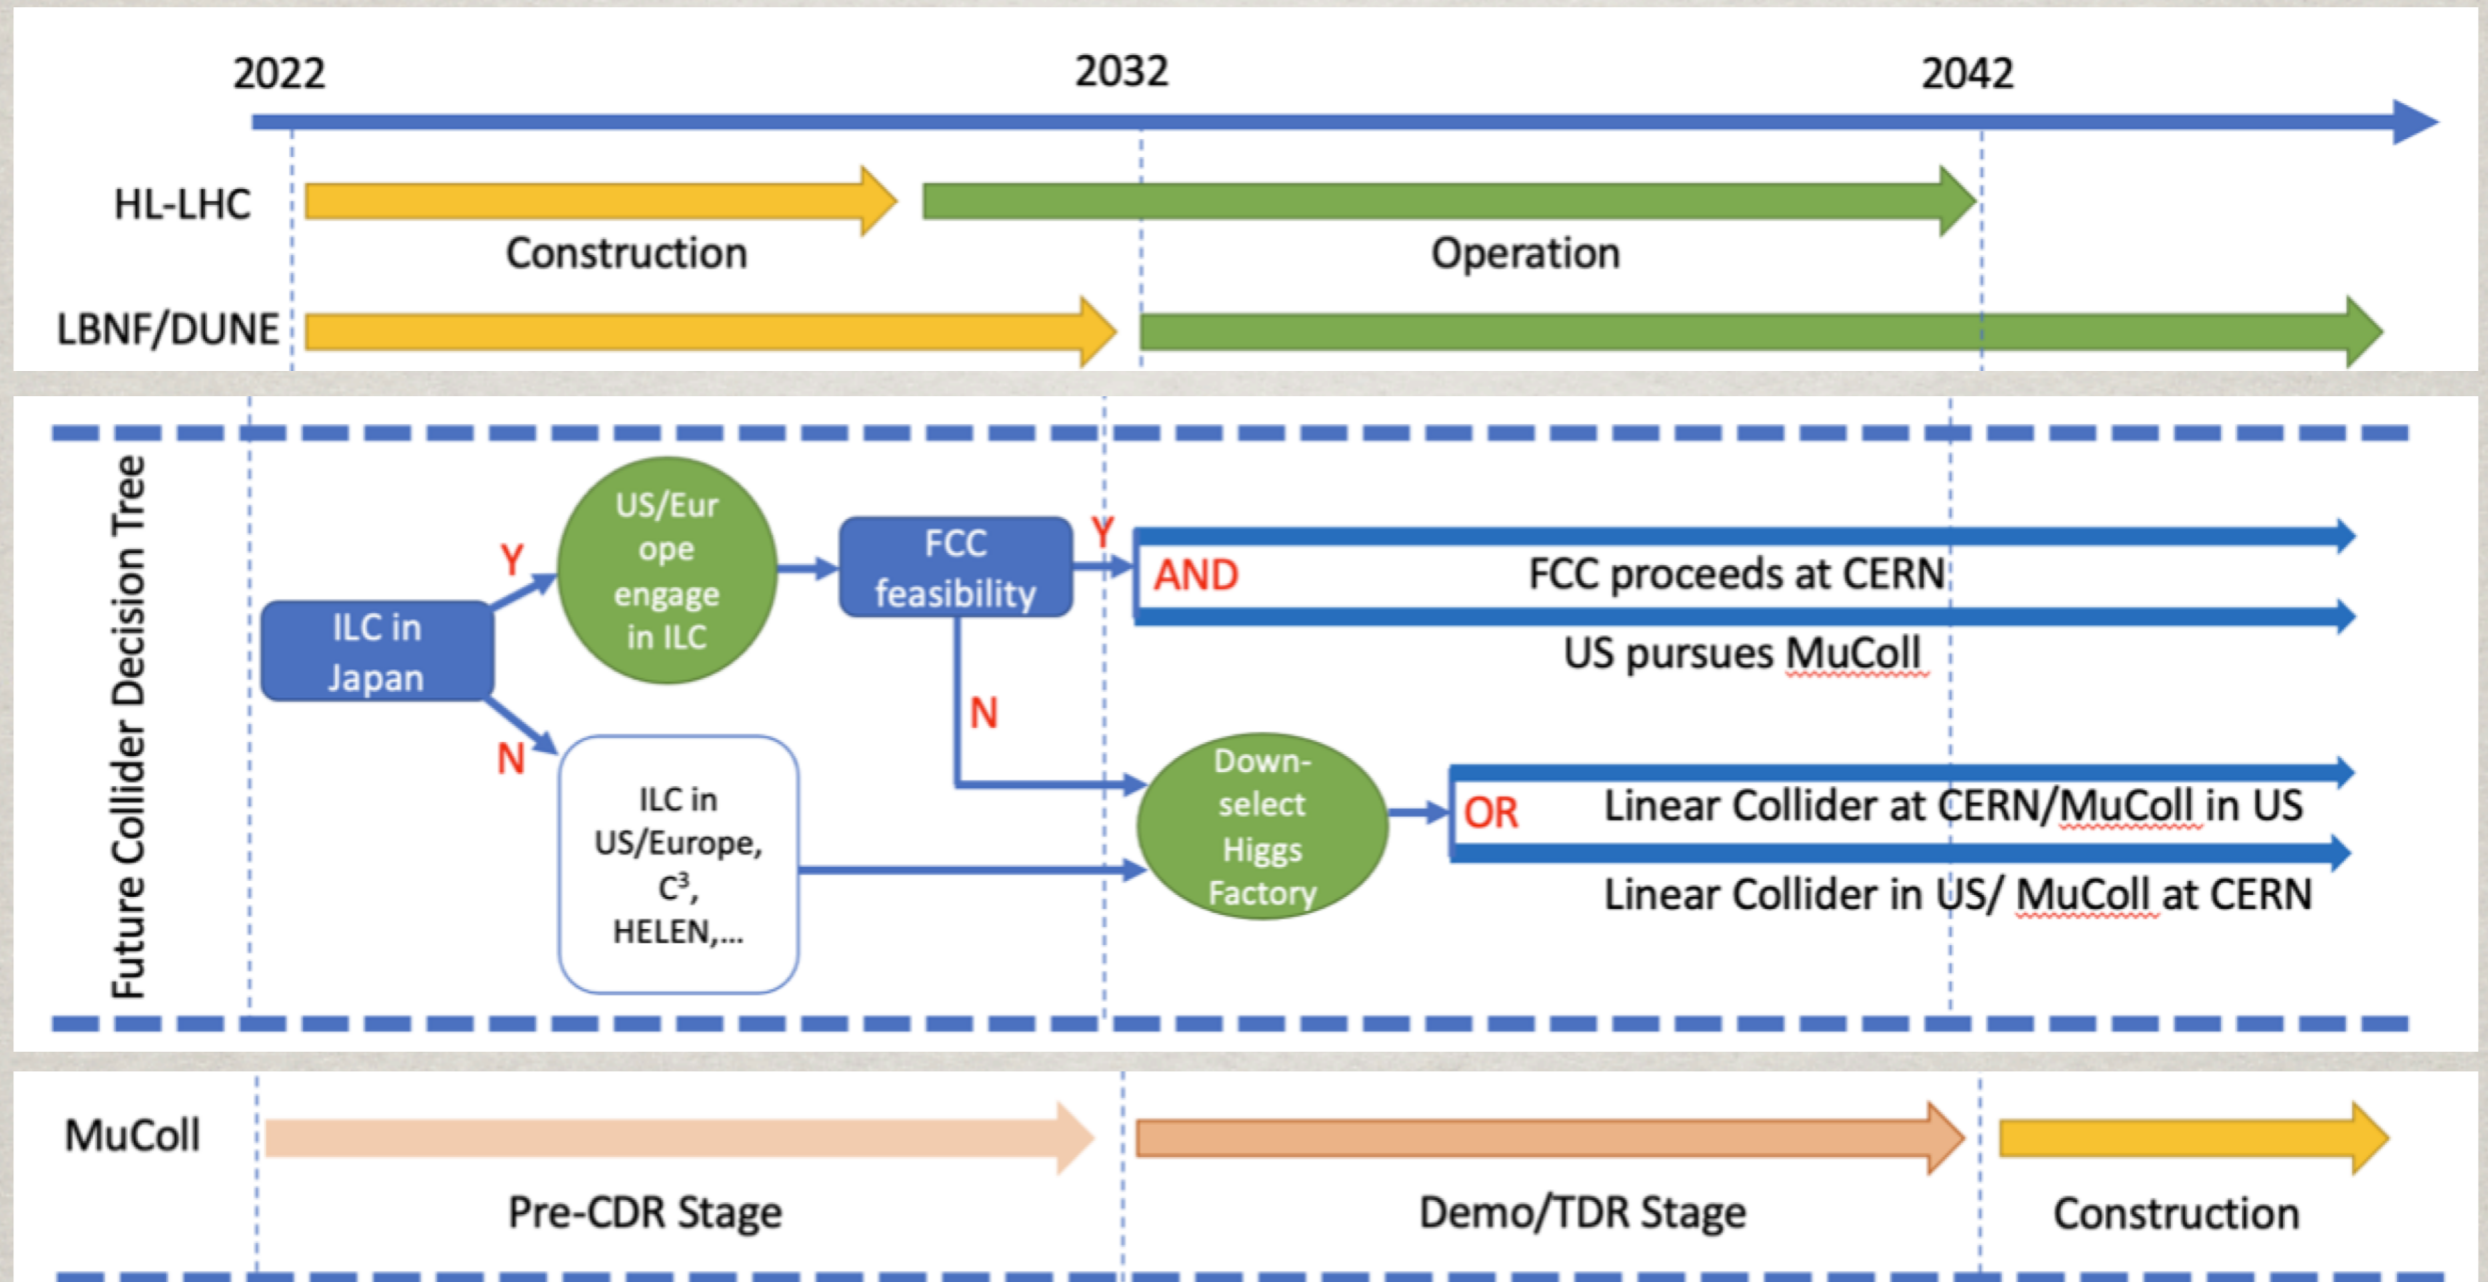 2022
2032
2042
HL-LHC
Construction
Operation
LBNF/DUNE
Future Collider Decision Tree
ILC in
Japan
Y
N
US/Eur
ope
engage
in ILC
FCC
feasibility
Y
N
AND
FCC proceeds at CERN
US pursues MuColl
ILC in
US/Europe,
C³,
HELEN,...
Down-
select
Higgs
Factory
OR
Linear Collider at CERN/MuColl in US
Linear Collider in US/ MuColl at CERN
MuColl
Pre-CDR Stage
Demo/TDR Stage
Construction